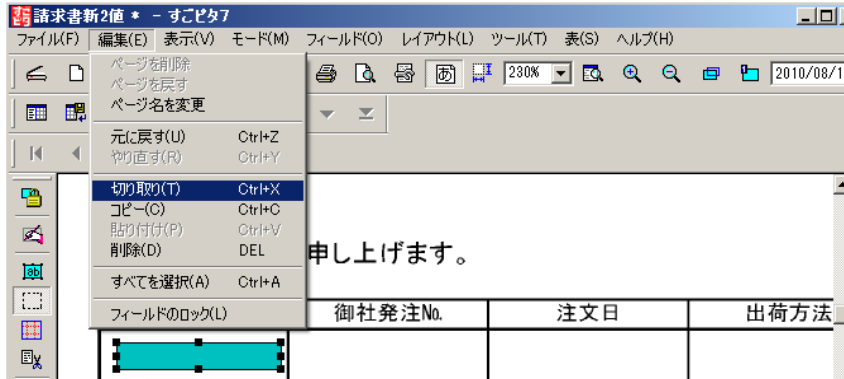 請求書新2値 * - すごピタ7
ファイル(F) 編集(E) 表示(V) モード(M) フィールド(O) レイアウト(L) ツール(T) 表(S) ヘルプ(H)
あ 230% 2010/08/1
ページを削除
ページを戻す
ページ名を変更
元に戻す(U) Ctrl+Z
やり直す(R) Ctrl+Y
切り取り(T) Ctrl+X
コピー(C) Ctrl+C
貼り付け(P) Ctrl+V
削除(D) DEL
すべてを選択(A) Ctrl+A
フィールドのロック(L)
申し上げます。
御社発注No. 注文日 出荷方法
ab